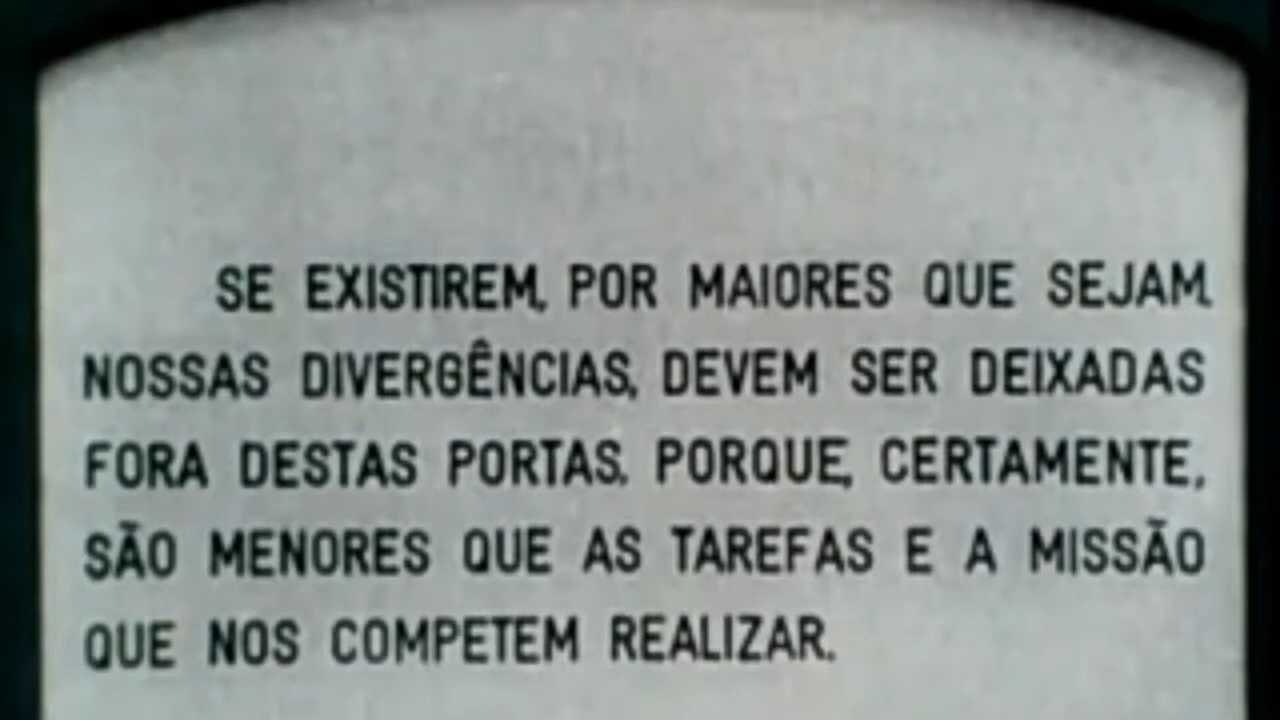 SE EXISTIREM, POR MAIORES QUE SEJAM,
NOSSAS DIVERGÊNCIAS, DEVEM SER DEIXADAS
FORA DESTAS PORTAS. PORQUE, CERTAMENTE,
SÃO MENORES QUE AS TAREFAS E A MISSÃO
QUE NOS COMPETEM REALIZAR.